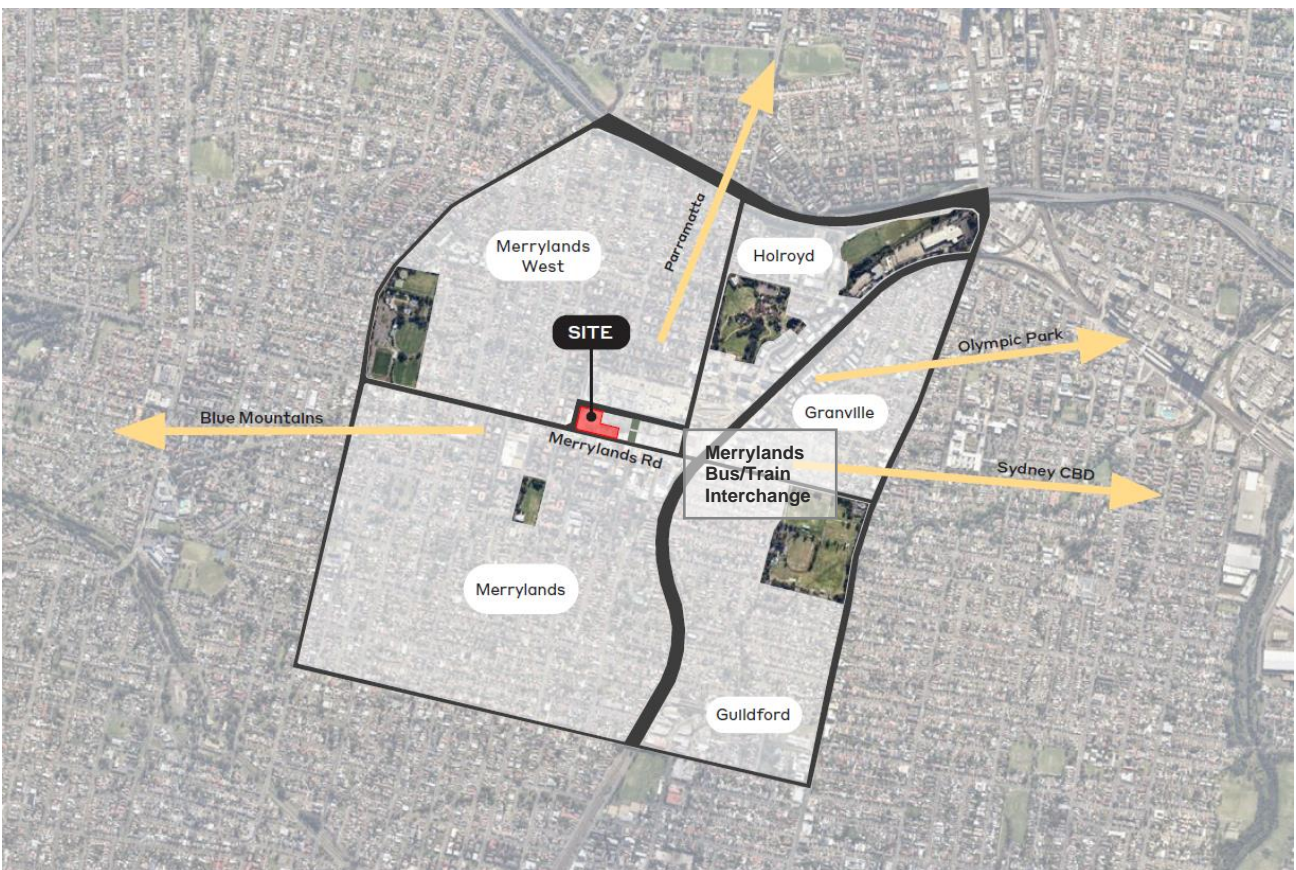 Parramatta
Merrylands
West
Holroyd
SITE
Olympic Park
Granville
Blue Mountains
Merrylands Rd
Merrylands
Bus/Train
Interchange
Sydney CBD
Merrylands
Guildford